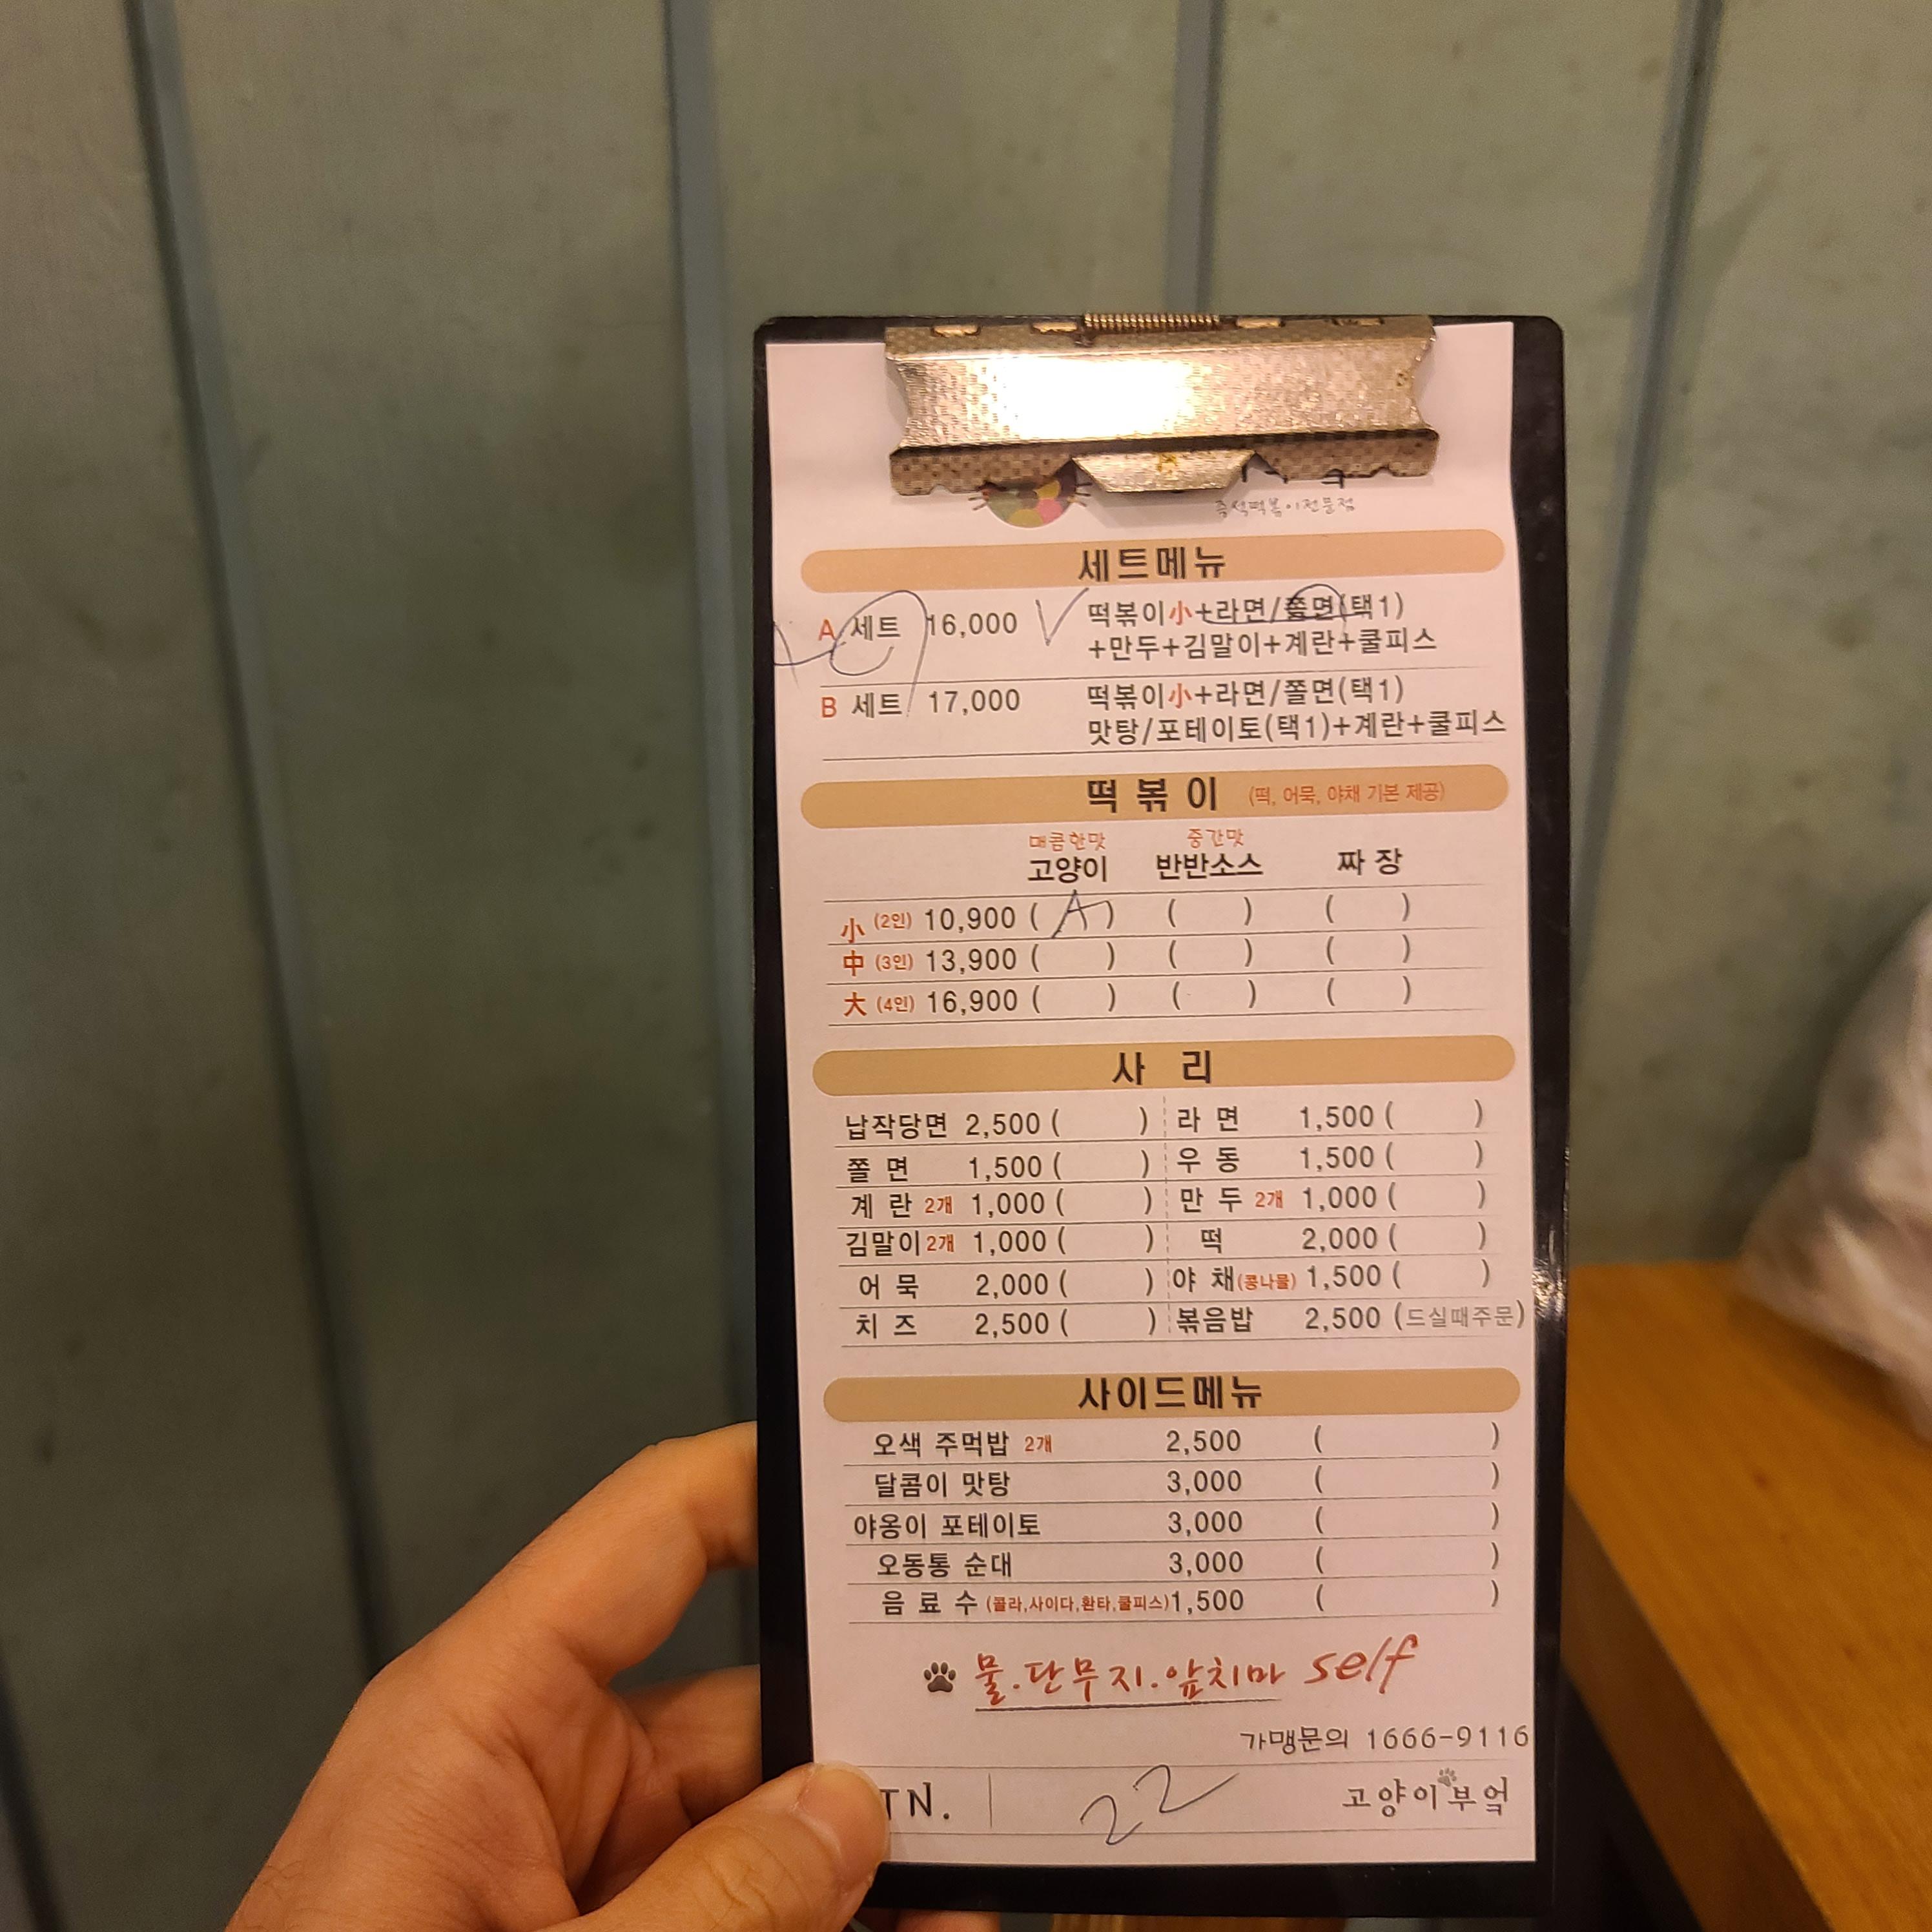 즉석떡볶이전문점
세트메뉴
A 세트 16,000 V 떡볶이小+라면/쫄면(택1)
+만두+김말이+계란+쿨피스
B 세트 17,000 떡볶이小+라면/쫄면(택1)
맛탕/포테이토(택1)+계란+쿨피스
떡볶이 (떡, 어묵, 야채 기본 제공)
매콤한맛 중간맛
고양이 반반소스 짜장
小 (2인) 10,900 ( A ) ( ) ( )
中 (3인) 13,900 ( ) ( ) ( )
大 (4인) 16,900 ( ) ( ) ( )
사리
납작당면 2,500 ( ) 라면 1,500 ( )
쫄면 1,500 ( ) 우동 1,500 ( )
계란 2개 1,000 ( ) 만두 2개 1,000 ( )
김말이 2개 1,000 ( ) 떡 2,000 ( )
어묵 2,000 ( ) 야채(콩나물) 1,500 ( )
치즈 2,500 ( ) 볶음밥 2,500 (드실때주문)
사이드메뉴
오색 주먹밥 2개 2,500 ( )
달콤이 맛탕 3,000 ( )
야옹이 포테이토 3,000 ( )
오동통 순대 3,000 ( )
음료수 (콜라,사이다,환타,쿨피스) 1,500 ( )
물.단무지.앞치마 self
가맹문의 1666-9116
TN. 22 고양이부엌